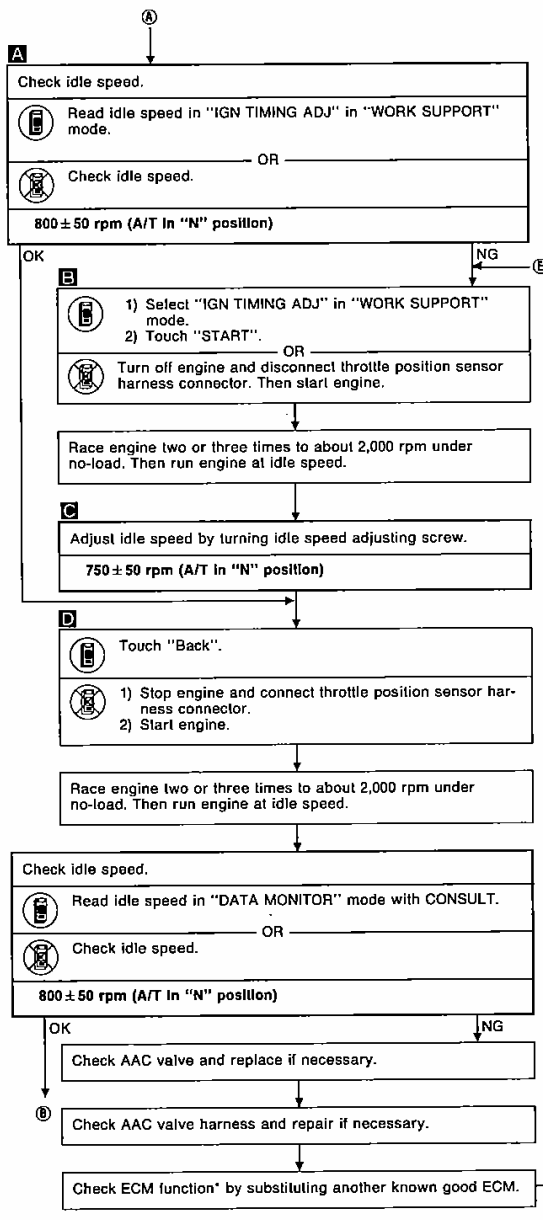 Ⓐ
A
Check idle speed.
Read idle speed in "IGN TIMING ADJ" in "WORK SUPPORT"
mode.
OR
Check idle speed.
800 ± 50 rpm (A/T in "N" position)
OK
NG
Ⓔ
B
1) Select "IGN TIMING ADJ" in "WORK SUPPORT"
mode.
2) Touch "START".
OR
Turn off engine and disconnect throttle position sensor
harness connector. Then start engine.
Race engine two or three times to about 2,000 rpm under
no-load. Then run engine at idle speed.
C
Adjust idle speed by turning idle speed adjusting screw.
750 ± 50 rpm (A/T in "N" position)
D
Touch "Back".
1) Stop engine and connect throttle position sensor har-
ness connector.
2) Start engine.
Race engine two or three times to about 2,000 rpm under
no-load. Then run engine at idle speed.
Check idle speed.
Read idle speed in "DATA MONITOR" mode with CONSULT.
OR
Check idle speed.
800 ± 50 rpm (A/T in "N" position)
OK
NG
Check AAC valve and replace if necessary.
Ⓑ
Check AAC valve harness and repair if necessary.
Check ECM function* by substituting another known good ECM.